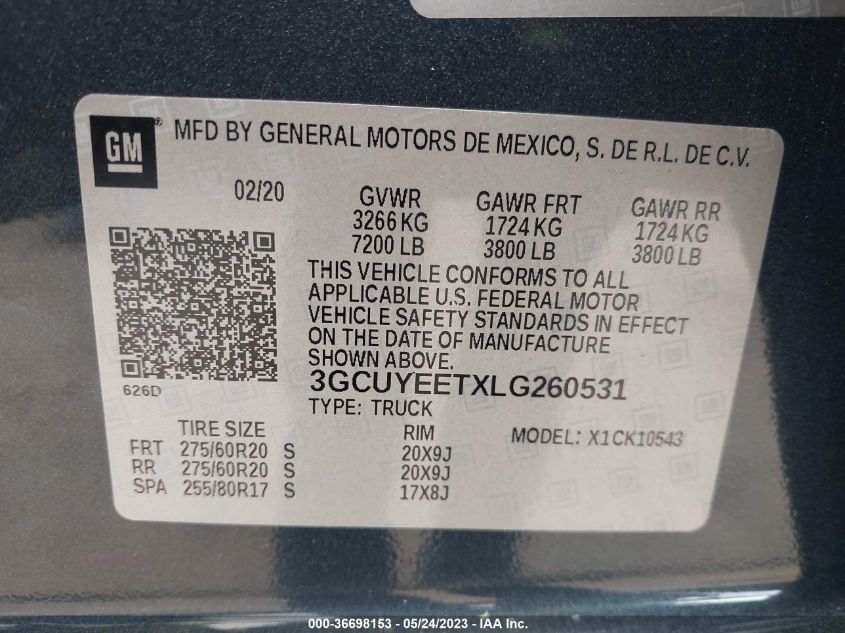 GM®
MFD BY GENERAL MOTORS DE MEXICO, S. DE R.L. DE C.V.
02/20
GVWR GAWR FRT GAWR RR
3266 KG 1724 KG 1724 KG
7200 LB 3800 LB 3800 LB
THIS VEHICLE CONFORMS TO ALL
APPLICABLE U.S. FEDERAL MOTOR
VEHICLE SAFETY STANDARDS IN EFFECT
ON THE DATE OF MANUFACTURE
SHOWN ABOVE.
626D
3GCUYEETXLG260531
TYPE: TRUCK
TIRE SIZE RIM MODEL: X1CK10543
FRT 275/60R20 S 20X9J
RR 275/60R20 S 20X9J
SPA 255/80R17 S 17X8J
000-36698153 - 05/24/2023 - IAA Inc.